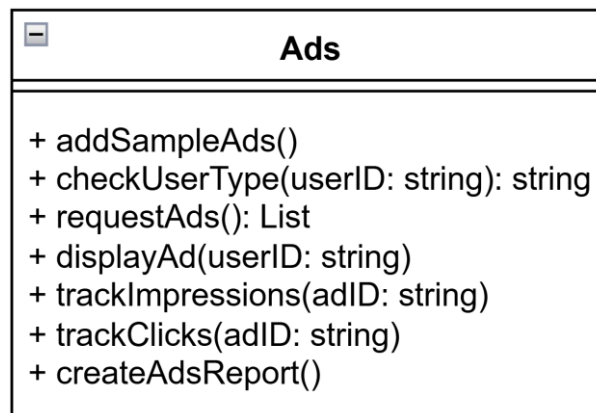 Ads
+ addSampleAds()
+ checkUserType(userID: string): string
+ requestAds(): List
+ displayAd(userID: string)
+ trackImpressions(adID: string)
+ trackClicks(adID: string)
+ createAdsReport()